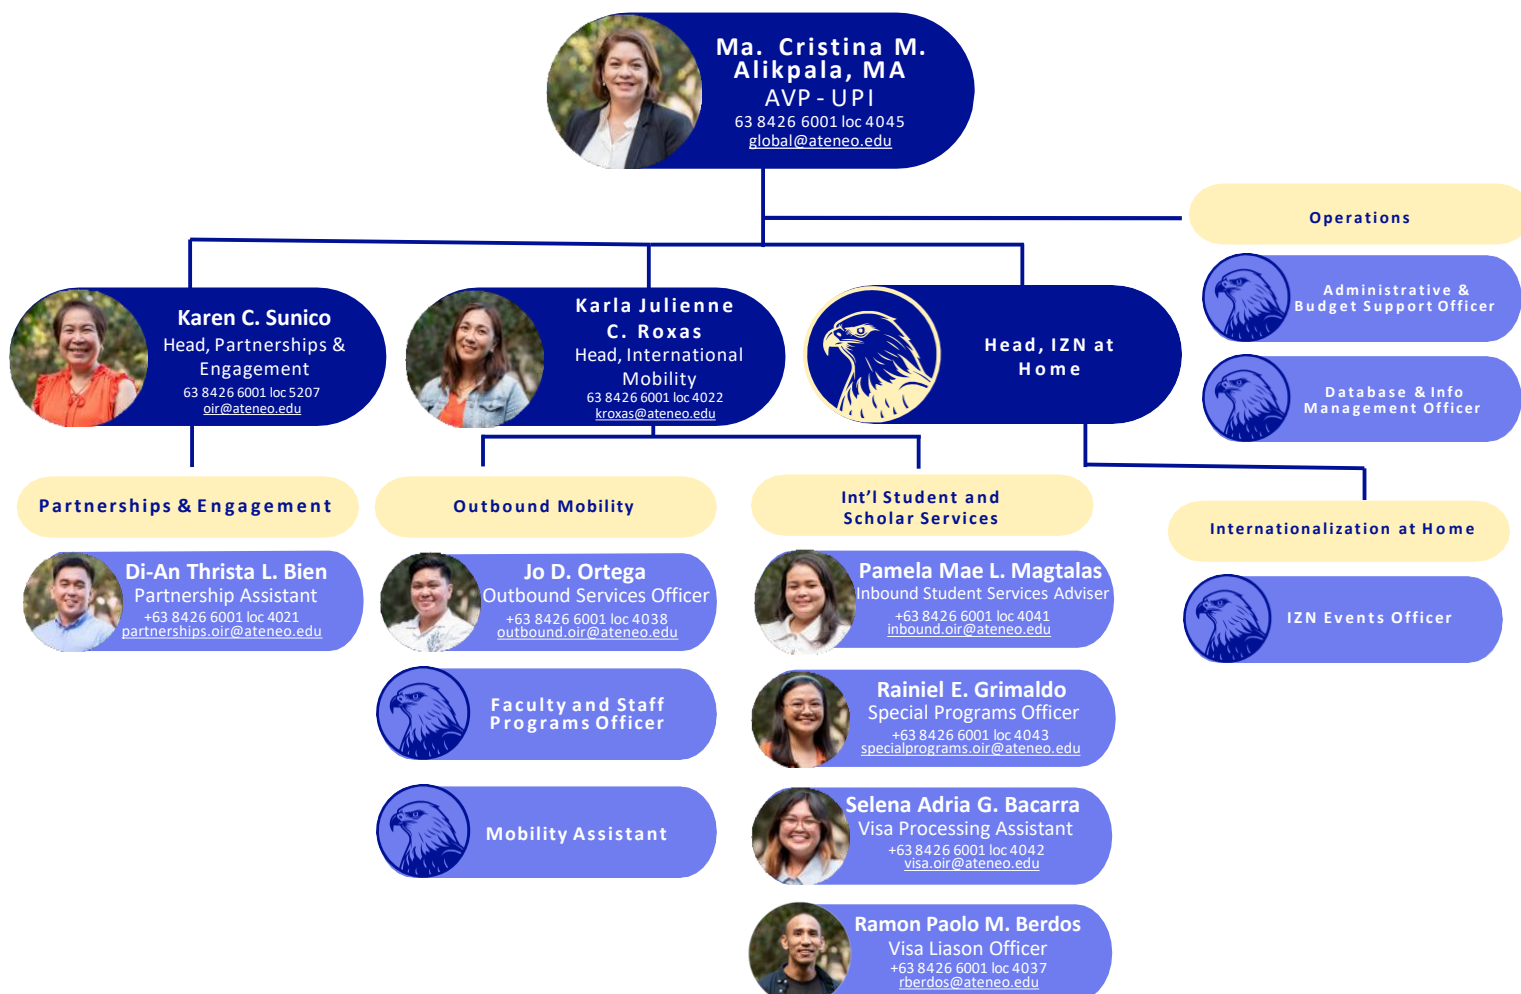 Ma. Cristina M.
Alikpala, MA
AVP - UPI
63 8426 6001 loc 4045
global@ateneo.edu
Operations
Administrative &
Budget Support Officer
Database & Info
Management Officer
Karen C. Sunico
Head, Partnerships &
Engagement
63 8426 6001 loc 5207
oir@ateneo.edu
Karla Julienne
C. Roxas
Head, International
Mobility
63 8426 6001 loc 4022
kroxas@ateneo.edu
Head, IZN at
Home
Partnerships & Engagement
Di-An Thrista L. Bien
Partnership Assistant
+63 8426 6001 loc 4021
partnerships.oir@ateneo.edu
Outbound Mobility
Jo D. Ortega
Outbound Services Officer
+63 8426 6001 loc 4038
outbound.oir@ateneo.edu
Faculty and Staff
Programs Officer
Mobility Assistant
Int'l Student and
Scholar Services
Pamela Mae L. Magtalas
Inbound Student Services Adviser
+63 8426 6001 loc 4041
inbound.oir@ateneo.edu
Rainiel E. Grimaldo
Special Programs Officer
+63 8426 6001 loc 4043
specialprograms.oir@ateneo.edu
Selena Adria G. Bacarra
Visa Processing Assistant
+63 8426 6001 loc 4042
visa.oir@ateneo.edu
Ramon Paolo M. Berdos
Visa Liason Officer
+63 8426 6001 loc 4037
rberdos@ateneo.edu
Internationalization at Home
IZN Events Officer